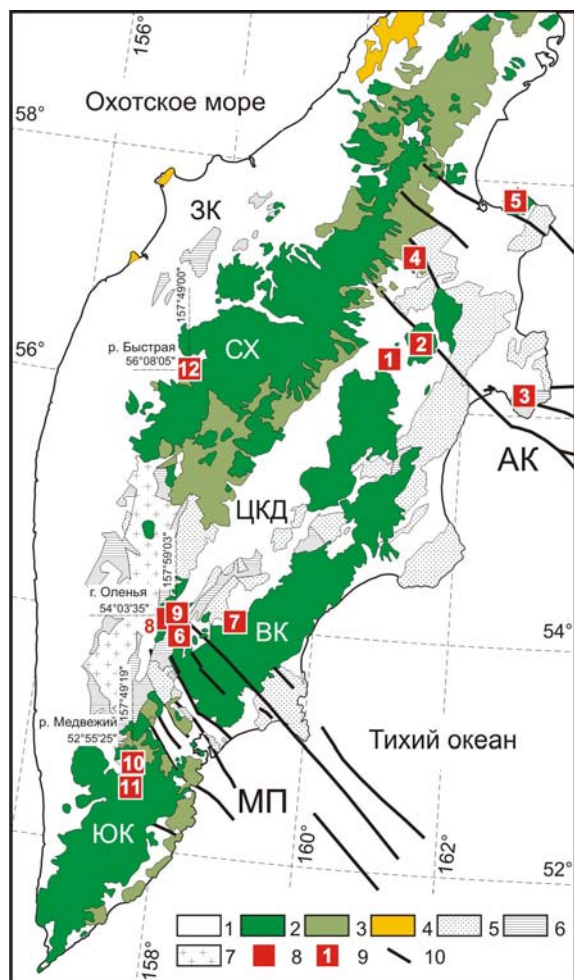 156°
58°
Охотское море
ЗК
5
4
157°49'00"
р. Быстрая
56°08'05"
12
СХ
56°
1
2
3
АК
ЦКД
157°59'03"
г. Оленья
54°03'35"
8
9
6
7
ВК
54°
157°49'19"
р. Медвежий
52°55'25"
10
11
МП
Тихий океан
ЮК
160°
162°
52°
158°
1 2 3 4 5 6
7 8 1 9 10